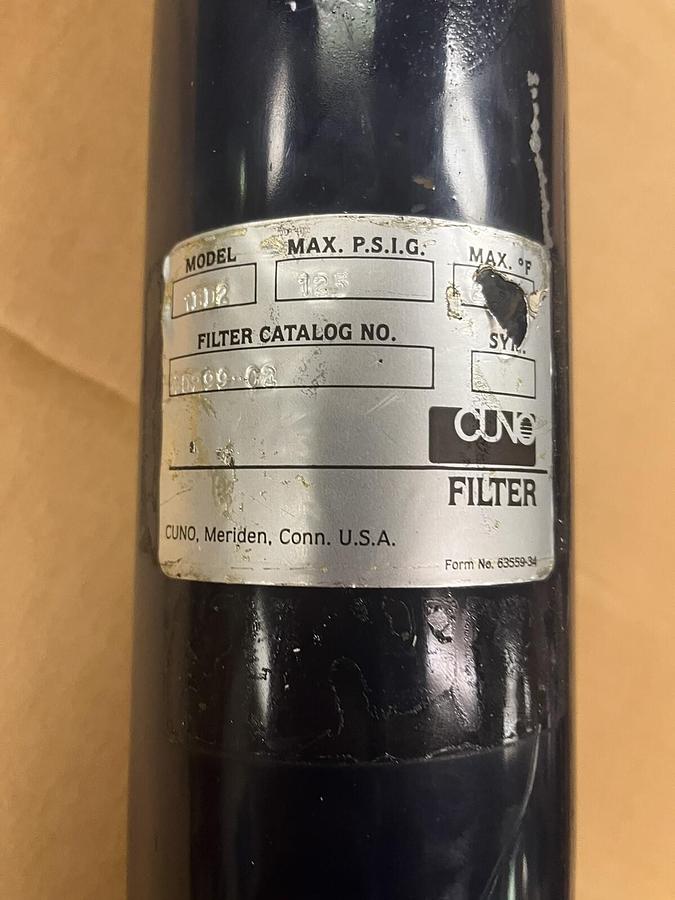 MODEL MAX. P.S.I.G. MAX. °F
125
FILTER CATALOG NO. SYM.
CUNO
FILTER
CUNO, Meriden, Conn. U.S.A.
Form No. 63559-34